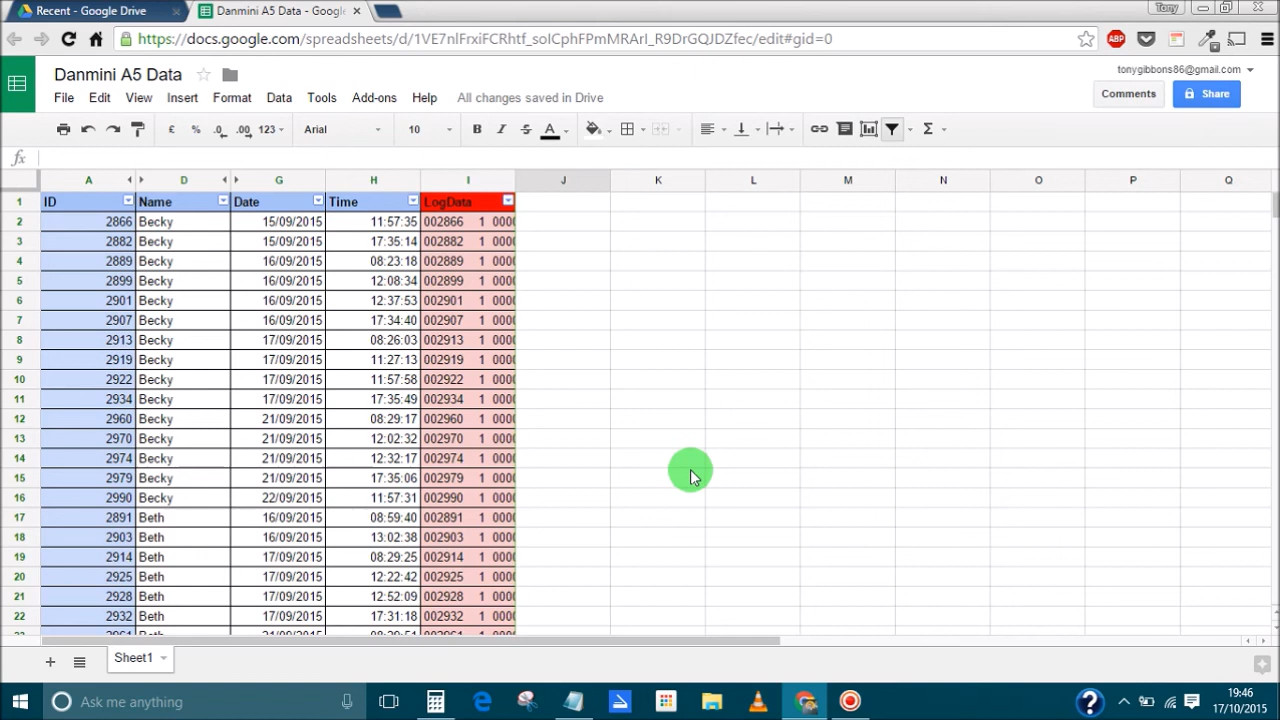 Recent - Google Drive
Danmini A5 Data - Google
Tony
https://docs.google.com/spreadsheets/d/1VE7nlFrxiFCRhtf_soICphFPmMRArI_R9DrGQJDZfec/edit#gid=0
ABP
Danmini A5 Data
tonygibbons86@gmail.com
File Edit View Insert Format Data Tools Add-ons Help All changes saved in Drive
Comments Share
£ % .0 .00 123 Arial 10 B I S A Σ
fx
A D G H I J K L M N O P Q
1 ID Name Date Time LogData
2 2866 Becky 15/09/2015 11:57:35 002866 1 0000
3 2882 Becky 15/09/2015 17:35:14 002882 1 0000
4 2889 Becky 16/09/2015 08:23:18 002889 1 0000
5 2899 Becky 16/09/2015 12:08:34 002899 1 0000
6 2901 Becky 16/09/2015 12:37:53 002901 1 0000
7 2907 Becky 16/09/2015 17:34:40 002907 1 0000
8 2913 Becky 17/09/2015 08:26:03 002913 1 0000
9 2919 Becky 17/09/2015 11:27:13 002919 1 0000
10 2922 Becky 17/09/2015 11:57:58 002922 1 0000
11 2934 Becky 17/09/2015 17:35:49 002934 1 0000
12 2960 Becky 21/09/2015 08:29:17 002960 1 0000
13 2970 Becky 21/09/2015 12:02:32 002970 1 0000
14 2974 Becky 21/09/2015 12:32:17 002974 1 0000
15 2979 Becky 21/09/2015 17:35:06 002979 1 0000
16 2990 Becky 22/09/2015 11:57:31 002990 1 0000
17 2891 Beth 16/09/2015 08:59:40 002891 1 0000
18 2903 Beth 16/09/2015 13:02:38 002903 1 0000
19 2914 Beth 17/09/2015 08:29:25 002914 1 0000
20 2925 Beth 17/09/2015 12:22:42 002925 1 0000
21 2928 Beth 17/09/2015 12:52:09 002928 1 0000
22 2932 Beth 17/09/2015 17:31:18 002932 1 0000
Sheet1
Ask me anything
19:46
17/10/2015